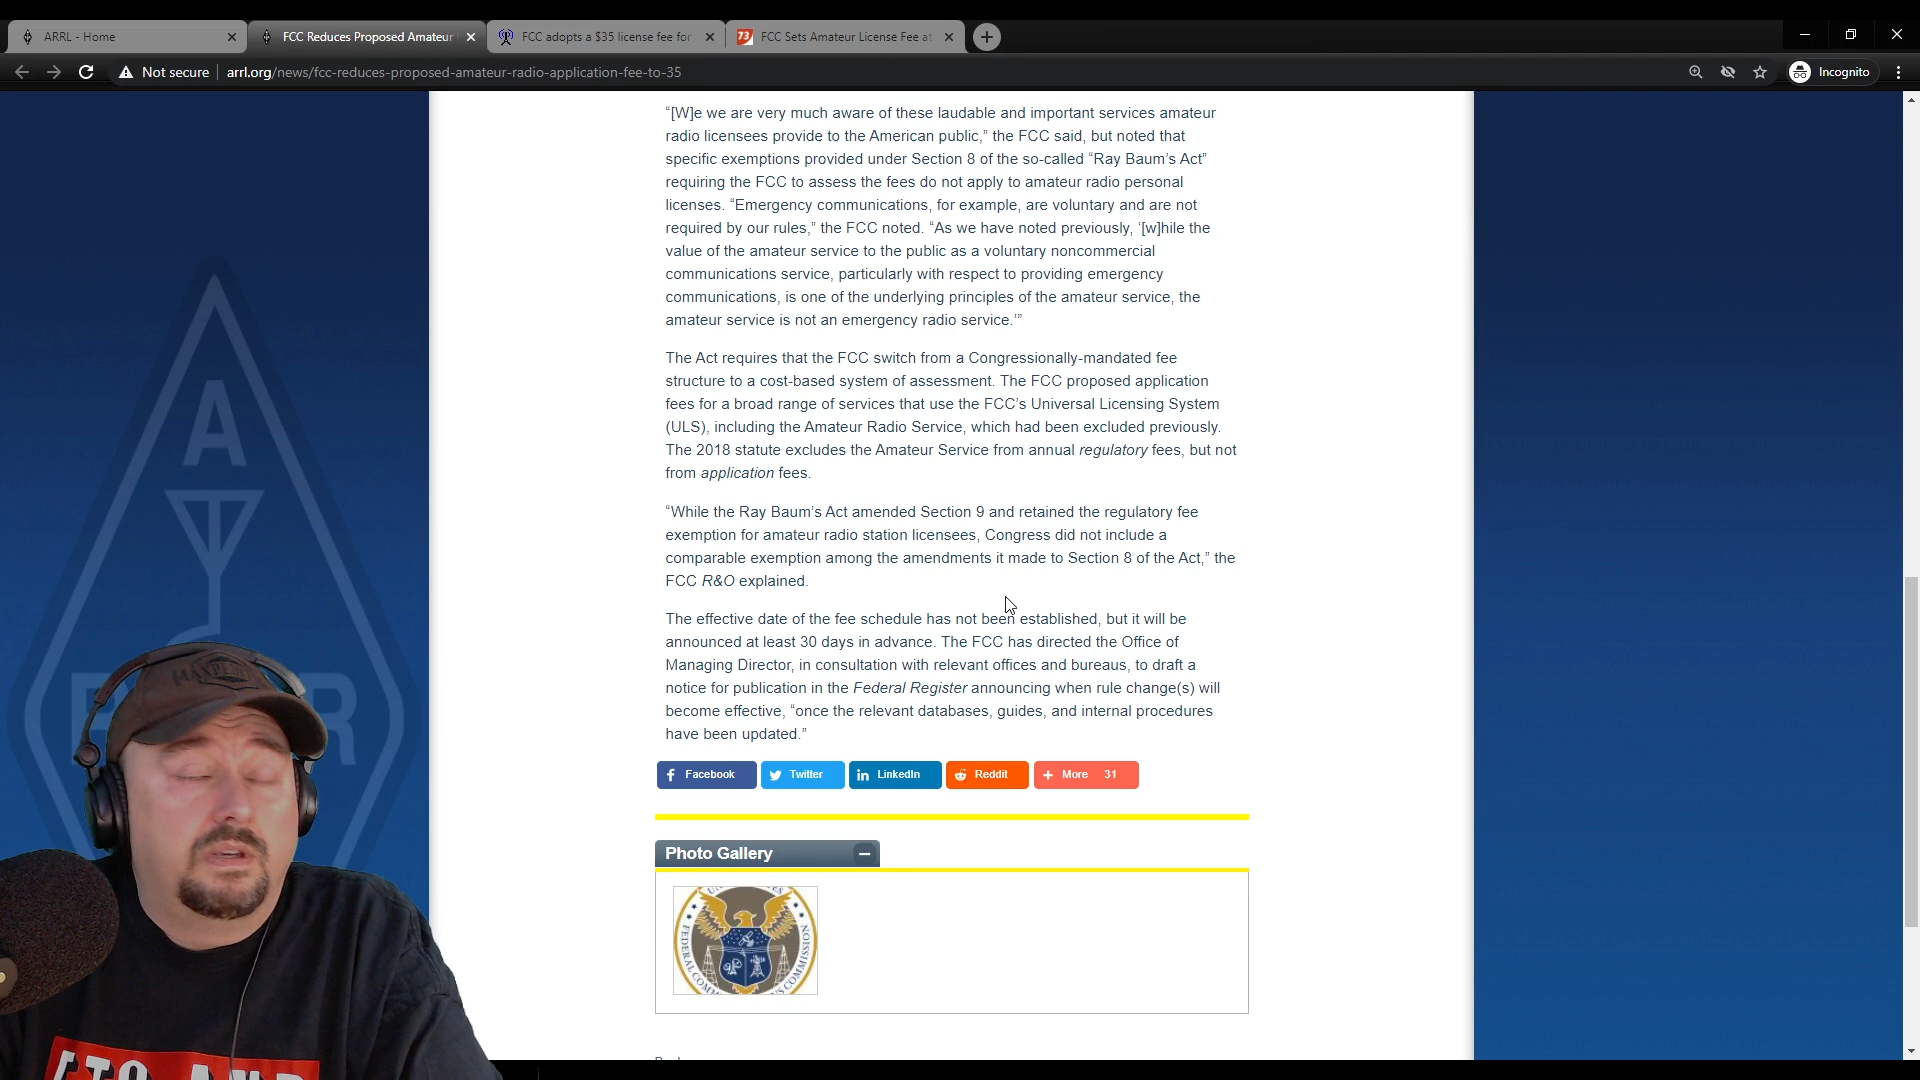 ARRL - Home
FCC Reduces Proposed Amateur
FCC adopts a $35 license fee for
73
FCC Sets Amateur License Fee at
Not secure
arrl.org/news/fcc-reduces-proposed-amateur-radio-application-fee-to-35
Incognito
“[W]e we are very much aware of these laudable and important services amateur
radio licensees provide to the American public,” the FCC said, but noted that
specific exemptions provided under Section 8 of the so-called “Ray Baum’s Act”
requiring the FCC to assess the fees do not apply to amateur radio personal
licenses. “Emergency communications, for example, are voluntary and are not
required by our rules,” the FCC noted. “As we have noted previously, ‘[w]hile the
value of the amateur service to the public as a voluntary noncommercial
communications service, particularly with respect to providing emergency
communications, is one of the underlying principles of the amateur service, the
amateur service is not an emergency radio service.’”
The Act requires that the FCC switch from a Congressionally-mandated fee
structure to a cost-based system of assessment. The FCC proposed application
fees for a broad range of services that use the FCC’s Universal Licensing System
(ULS), including the Amateur Radio Service, which had been excluded previously.
The 2018 statute excludes the Amateur Service from annual regulatory fees, but not
from application fees.
“While the Ray Baum’s Act amended Section 9 and retained the regulatory fee
exemption for amateur radio station licensees, Congress did not include a
comparable exemption among the amendments it made to Section 8 of the Act,” the
FCC R&O explained.
The effective date of the fee schedule has not been established, but it will be
announced at least 30 days in advance. The FCC has directed the Office of
Managing Director, in consultation with relevant offices and bureaus, to draft a
notice for publication in the Federal Register announcing when rule change(s) will
become effective, “once the relevant databases, guides, and internal procedures
have been updated.”
Facebook
Twitter
LinkedIn
Reddit
More 31
Photo Gallery
A
R